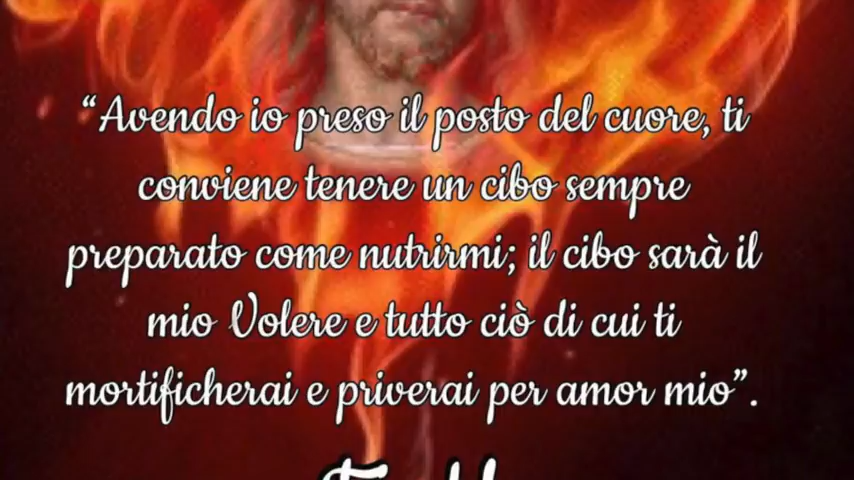 “Avendo io preso il posto del cuore, ti
conviene tenere un cibo sempre
preparato come nutrirmi; il cibo sarà il
mio Volere e tutto ciò di cui ti
mortificherai e priverai per amor mio”.